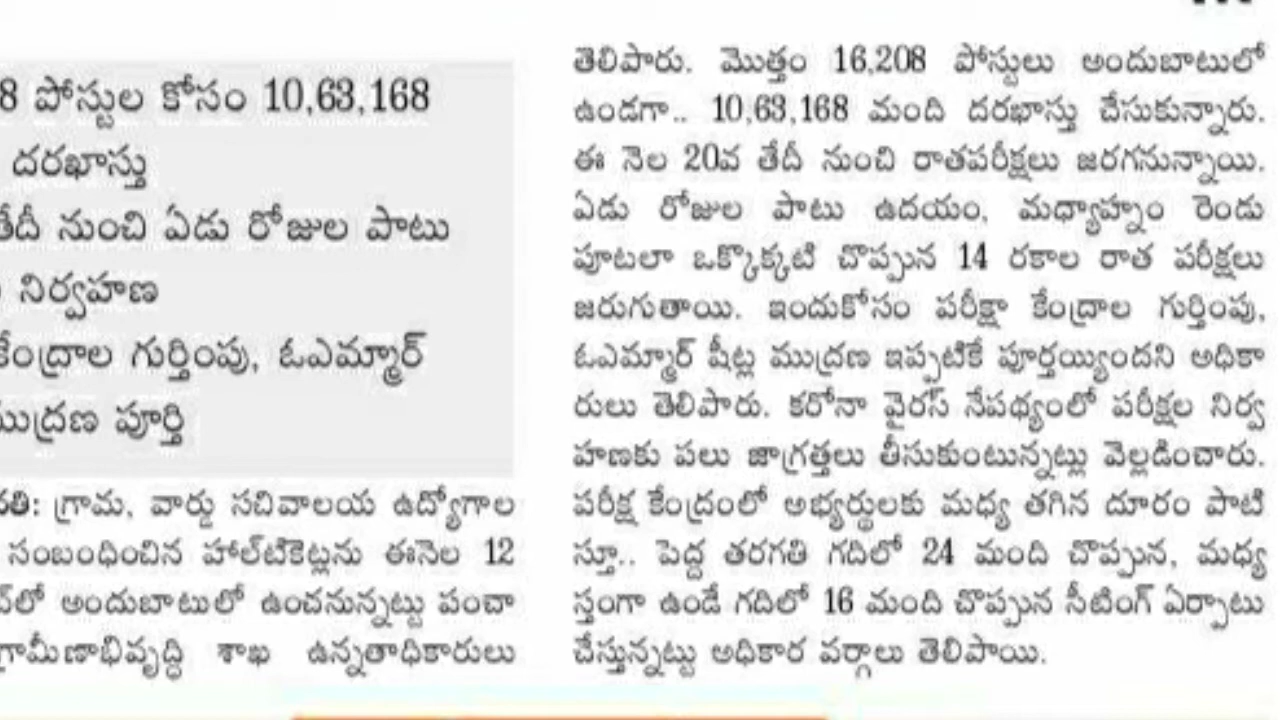 8 పోస్టుల కోసం 10,63,168
దరఖాస్తు
తేదీ నుంచి ఏడు రోజుల పాటు
నిర్వహణ
కేంద్రాల గుర్తింపు, ఓఎమ్మార్
ముద్రణ పూర్తి
గ్రామ, వార్డు సచివాలయ ఉద్యోగాల
సంబంధించిన హాల్‌టికెట్లను ఈనెల 12
అందుబాటులో ఉంచనున్నట్టు పంచా
గ్రామీణాభివృద్ధి శాఖ ఉన్నతాధికారులు
తెలిపారు. మొత్తం 16,208 పోస్టులు అందుబాటులో
ఉండగా.. 10,63,168 మంది దరఖాస్తు చేసుకున్నారు.
ఈ నెల 20వ తేదీ నుంచి రాతపరీక్షలు జరగనున్నాయి.
ఏడు రోజుల పాటు ఉదయం, మధ్యాహ్నం రెండు
పూటలా ఒక్కొక్కటి చొప్పున 14 రకాల రాత పరీక్షలు
జరుగుతాయి. ఇందుకోసం పరీక్షా కేంద్రాల గుర్తింపు,
ఓఎమ్మార్ షీట్ల ముద్రణ ఇప్పటికే పూర్తయ్యిందని అధికా
రులు తెలిపారు. కరోనా వైరస్ నేపథ్యంలో పరీక్షల నిర్వ
హణకు పలు జాగ్రత్తలు తీసుకుంటున్నట్లు వెల్లడించారు.
పరీక్ష కేంద్రంలో అభ్యర్థులకు మధ్య తగిన దూరం పాటి
స్తూ.. పెద్ద తరగతి గదిలో 24 మంది చొప్పున, మధ్య
స్తంగా ఉండే గదిలో 16 మంది చొప్పున సీటింగ్ ఏర్పాటు
చేస్తున్నట్టు అధికార వర్గాలు తెలిపాయి.